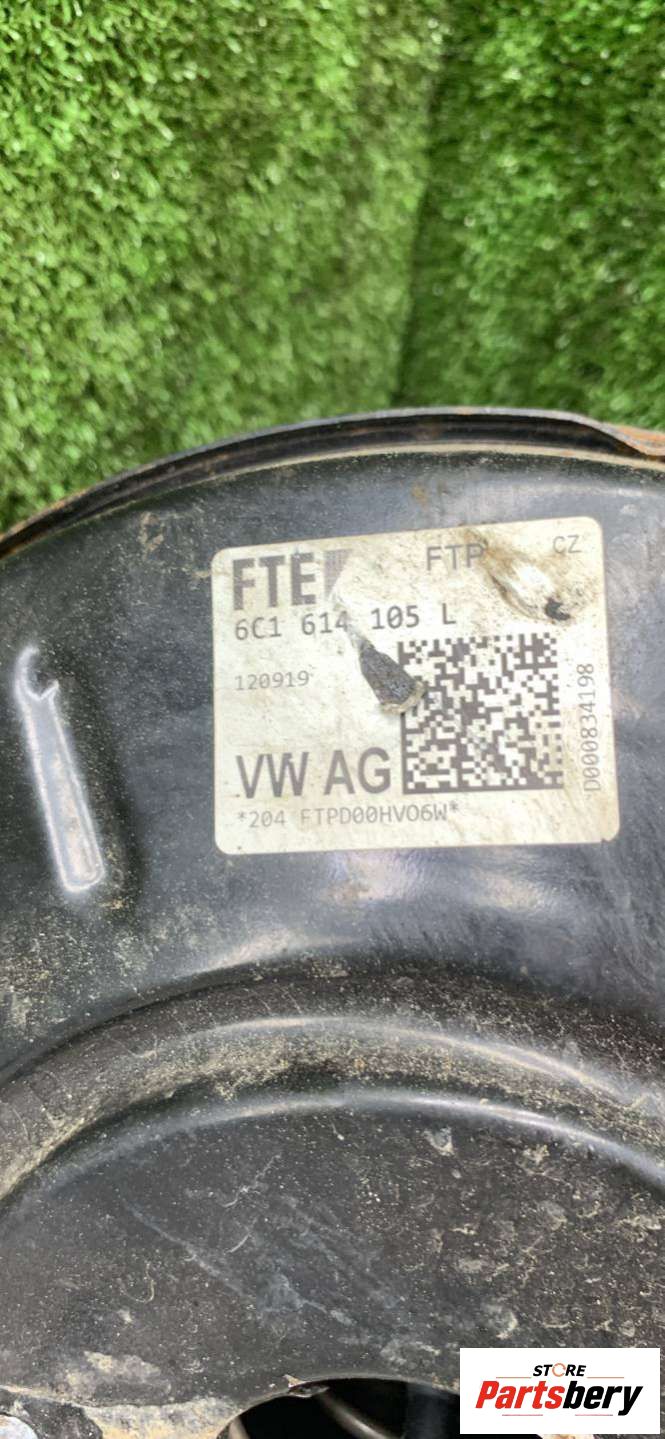 FTE FTP CZ
6C1 614 105 L
120919
D000834198
VW AG
*204 FTPD00HVO6W*
STORE
Partsbery